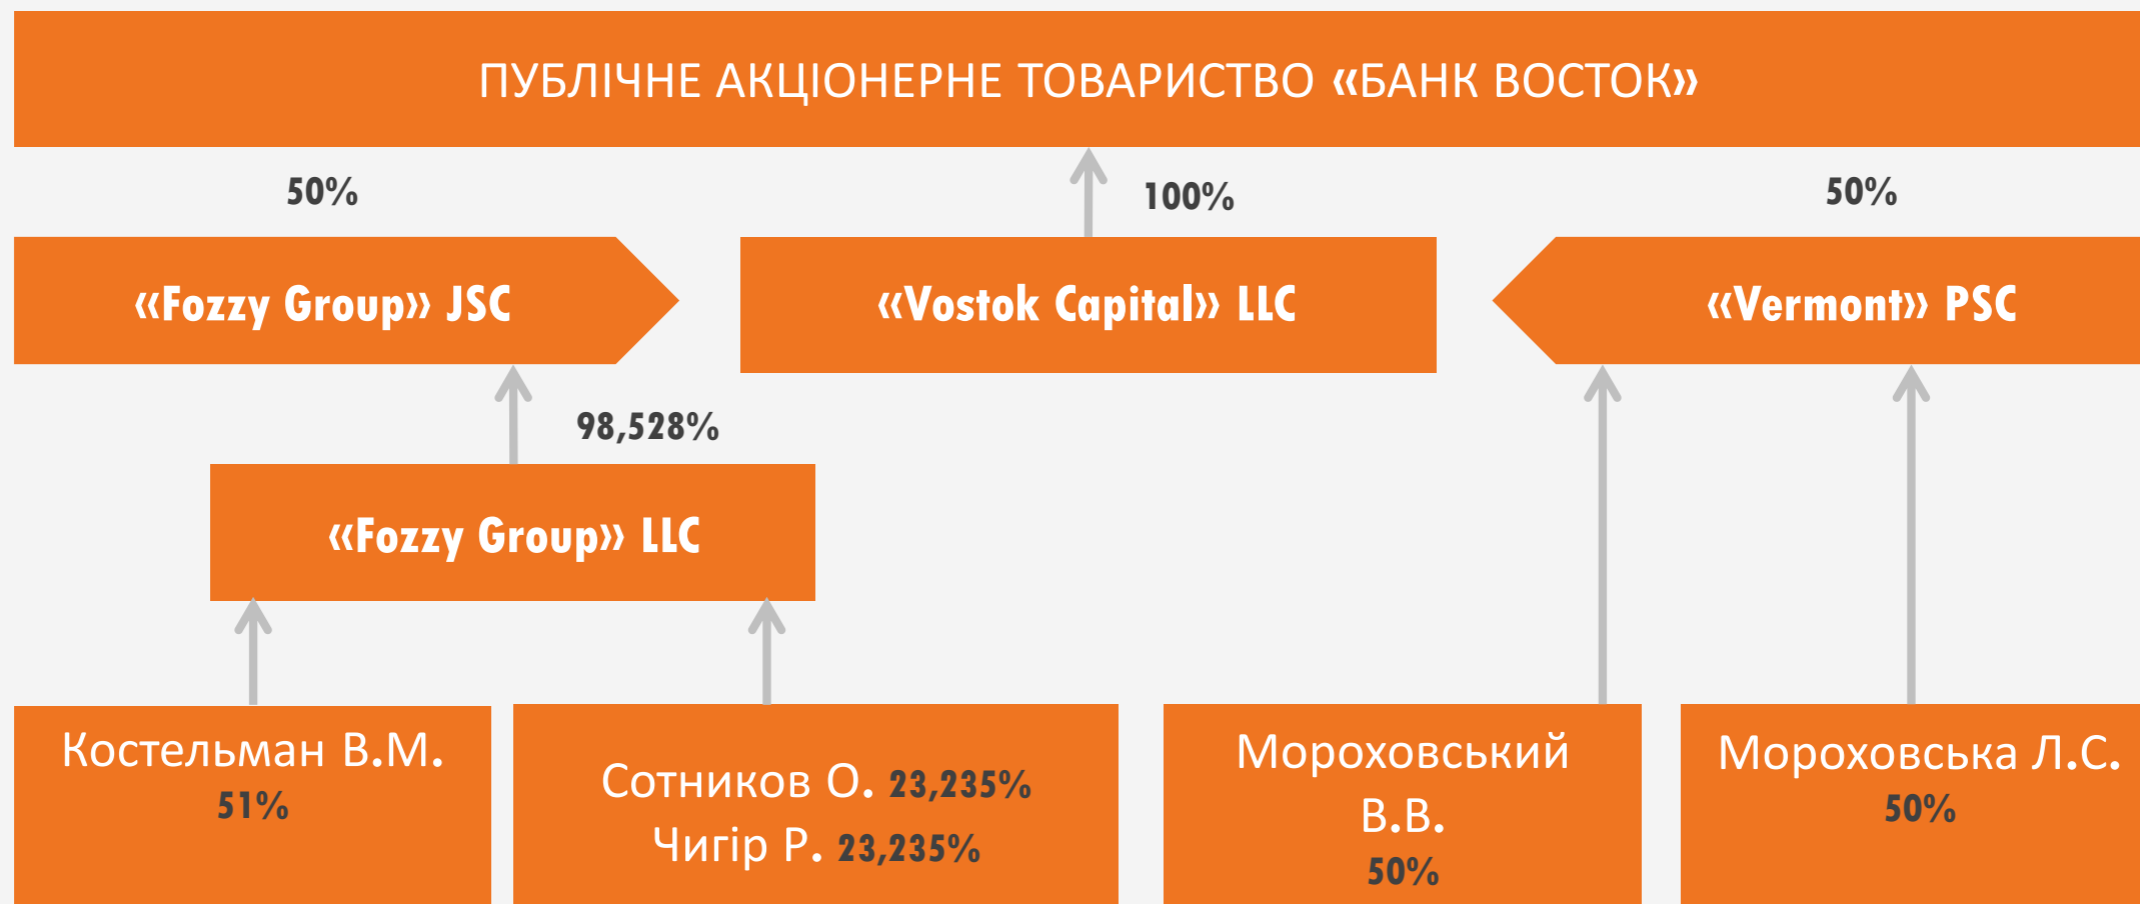 ПУБЛІЧНЕ АКЦІОНЕРНЕ ТОВАРИСТВО «БАНК ВОСТОК»
50%
100%
50%
«Fozzy Group» JSC
«Vostok Capital» LLC
«Vermont» PSC
98,528%
«Fozzy Group» LLC
Костельман В.М.
51%
Сотников О. 23,235%
Чигір Р. 23,235%
Мороховський
В.В.
50%
Мороховська Л.С.
50%